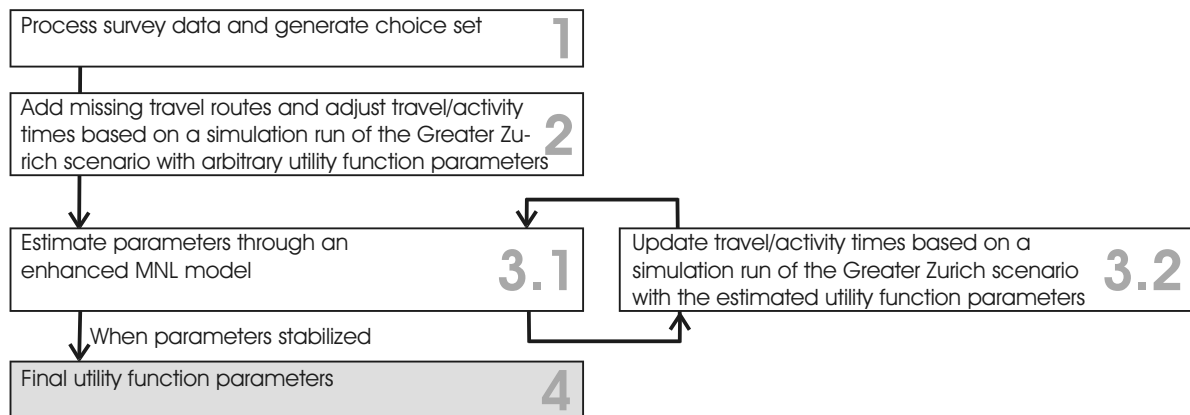 Process survey data and generate choice set
1
Add missing travel routes and adjust travel/activity
times based on a simulation run of the Greater Zu-
rich scenario with arbitrary utility function parameters
2
Estimate parameters through an
enhanced MNL model
3.1
Update travel/activity times based on a
simulation run of the Greater Zurich scenario
with the estimated utility function parameters
3.2
When parameters stabilized
Final utility function parameters
4